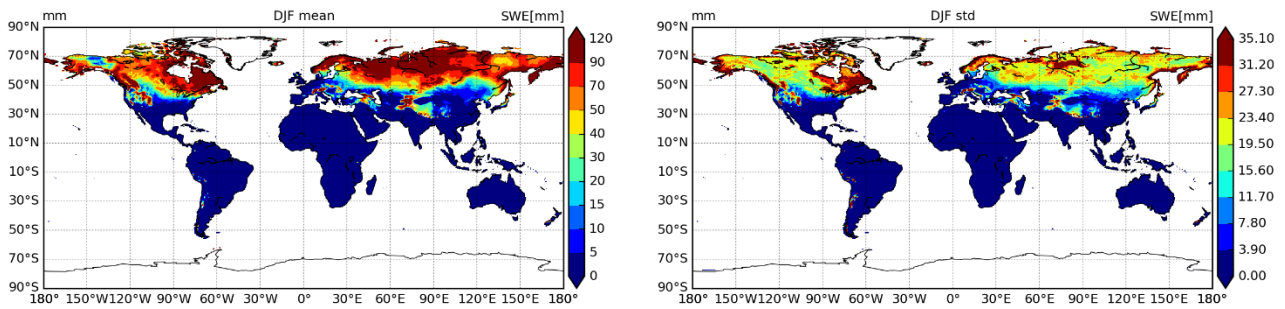 mm DJF mean SWE[mm]
90°N
70°N
50°N
30°N
10°N
10°S
30°S
50°S
70°S
90°S
180° 150°W 120°W 90°W 60°W 30°W 0° 30°E 60°E 90°E 120°E 150°E 180°
120
90
70
50
40
30
20
15
10
5
0
mm DJF std SWE[mm]
90°N
70°N
50°N
30°N
10°N
10°S
30°S
50°S
70°S
90°S
180° 150°W 120°W 90°W 60°W 30°W 0° 30°E 60°E 90°E 120°E 150°E 180°
35.10
31.20
27.30
23.40
19.50
15.60
11.70
7.80
3.90
0.00